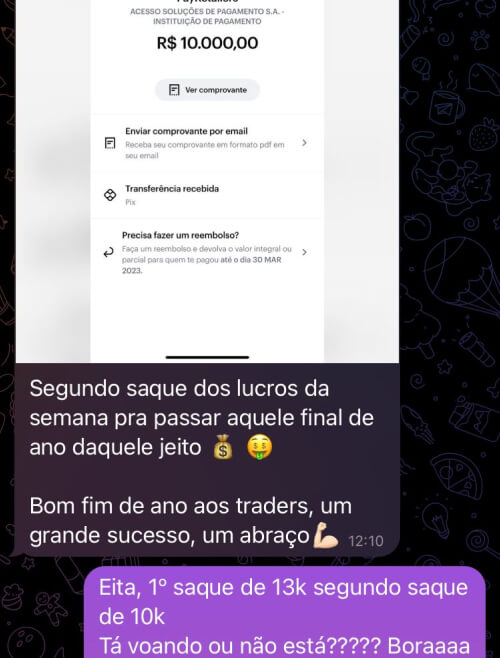 ACESSO SOLUÇÕES DE PAGAMENTO S.A. -
INSTITUIÇÃO DE PAGAMENTO
R$ 10.000,00
Ver comprovante
Enviar comprovante por email
Receba seu comprovante em formato pdf em
seu email
Transferência recebida
Pix
Precisa fazer um reembolso?
Faça um reembolso e devolva o valor integral ou
parcial para quem te pagou até o dia 30 MAR
2023.
Segundo saque dos lucros da
semana pra passar aquele final de
ano daquele jeito 💰 🤑
Bom fim de ano aos traders, um
grande sucesso, um abraço💪🏻 12:10
Eita, 1º saque de 13k segundo saque
de 10k
Tá voando ou não está????? Boraaaa